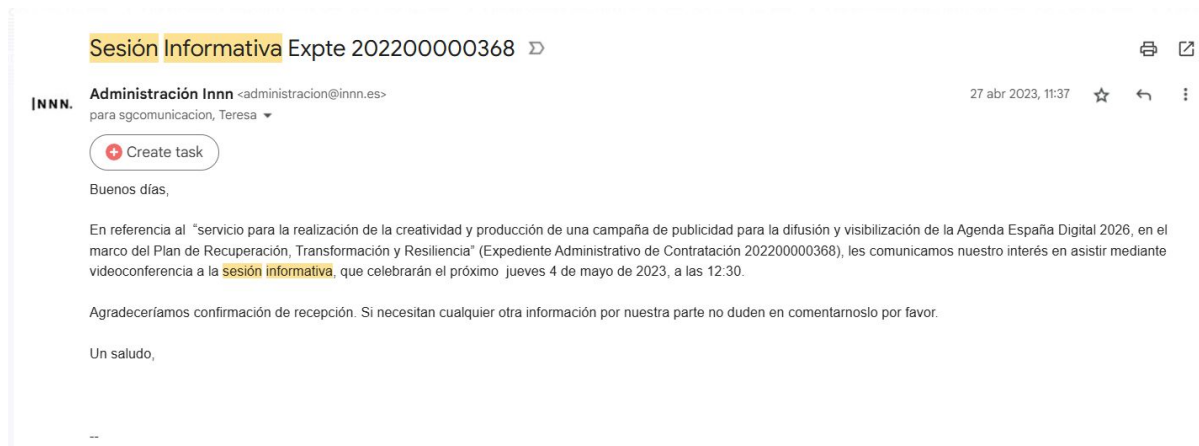 Sesión Informativa Expte 202200000368
INNN.
Administración Innn <administracion@innn.es>
27 abr 2023, 11:37
para sgcomunicacion, Teresa
Create task
Buenos días,
En referencia al "servicio para la realización de la creatividad y producción de una campaña de publicidad para la difusión y visibilización de la Agenda España Digital 2026, en el
marco del Plan de Recuperación, Transformación y Resiliencia" (Expediente Administrativo de Contratación 202200000368), les comunicamos nuestro interés en asistir mediante
videoconferencia a la sesión informativa, que celebrarán el próximo jueves 4 de mayo de 2023, a las 12:30.
Agradeceríamos confirmación de recepción. Si necesitan cualquier otra información por nuestra parte no duden en comentarnoslo por favor.
Un saludo,
--